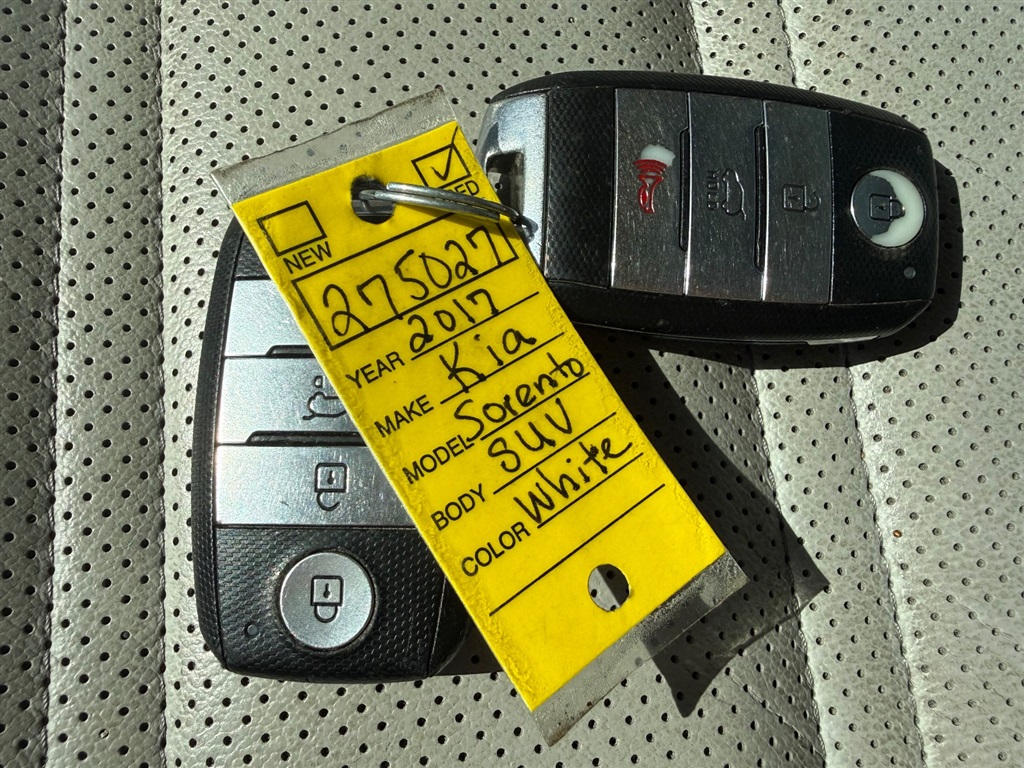 NEW
275027
YEAR 2017
MAKE Kia
MODEL Sorento
BODY SUV
COLOR White